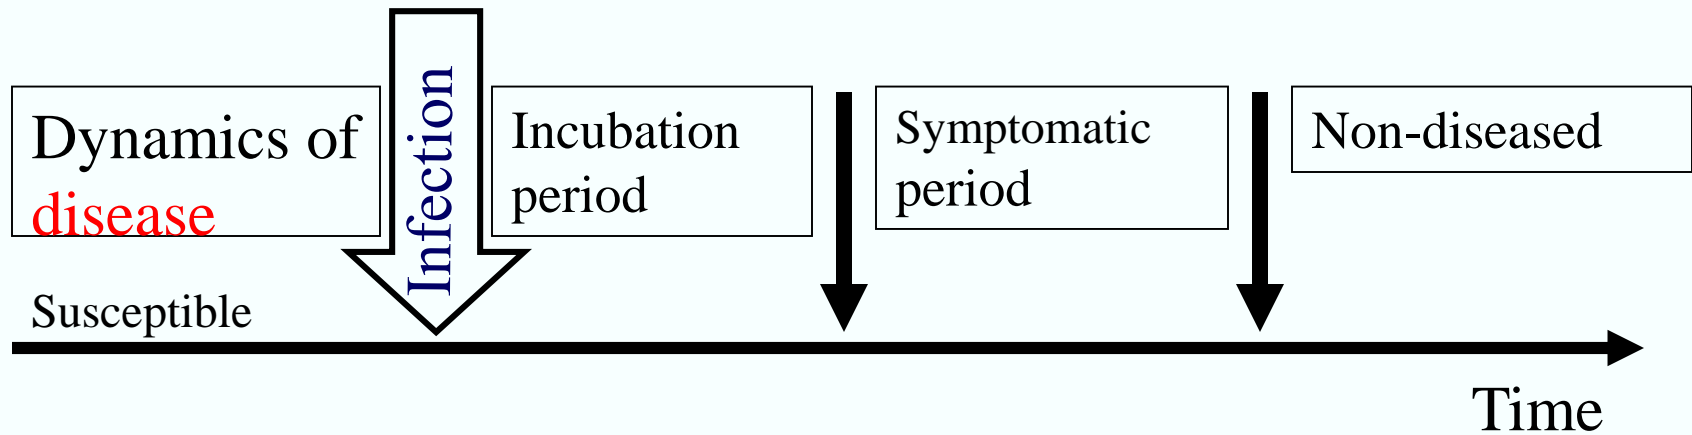 Dynamics of
disease
Infection
Incubation
period
Symptomatic
period
Non-diseased
Susceptible
Time